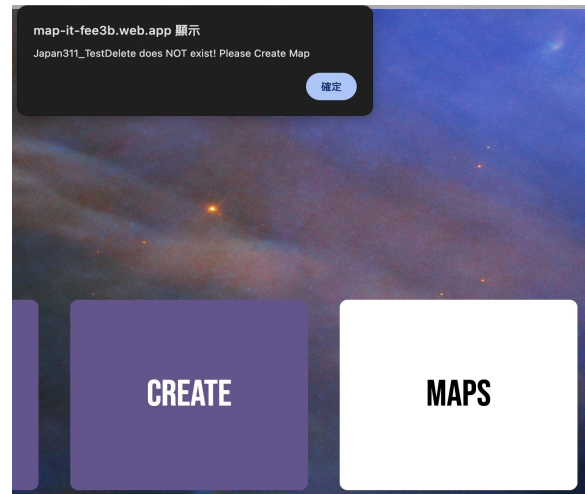 map-it-fee3b.web.app 顯示
Japan311_TestDelete does NOT exist! Please Create Map
確定
CREATE
MAPS